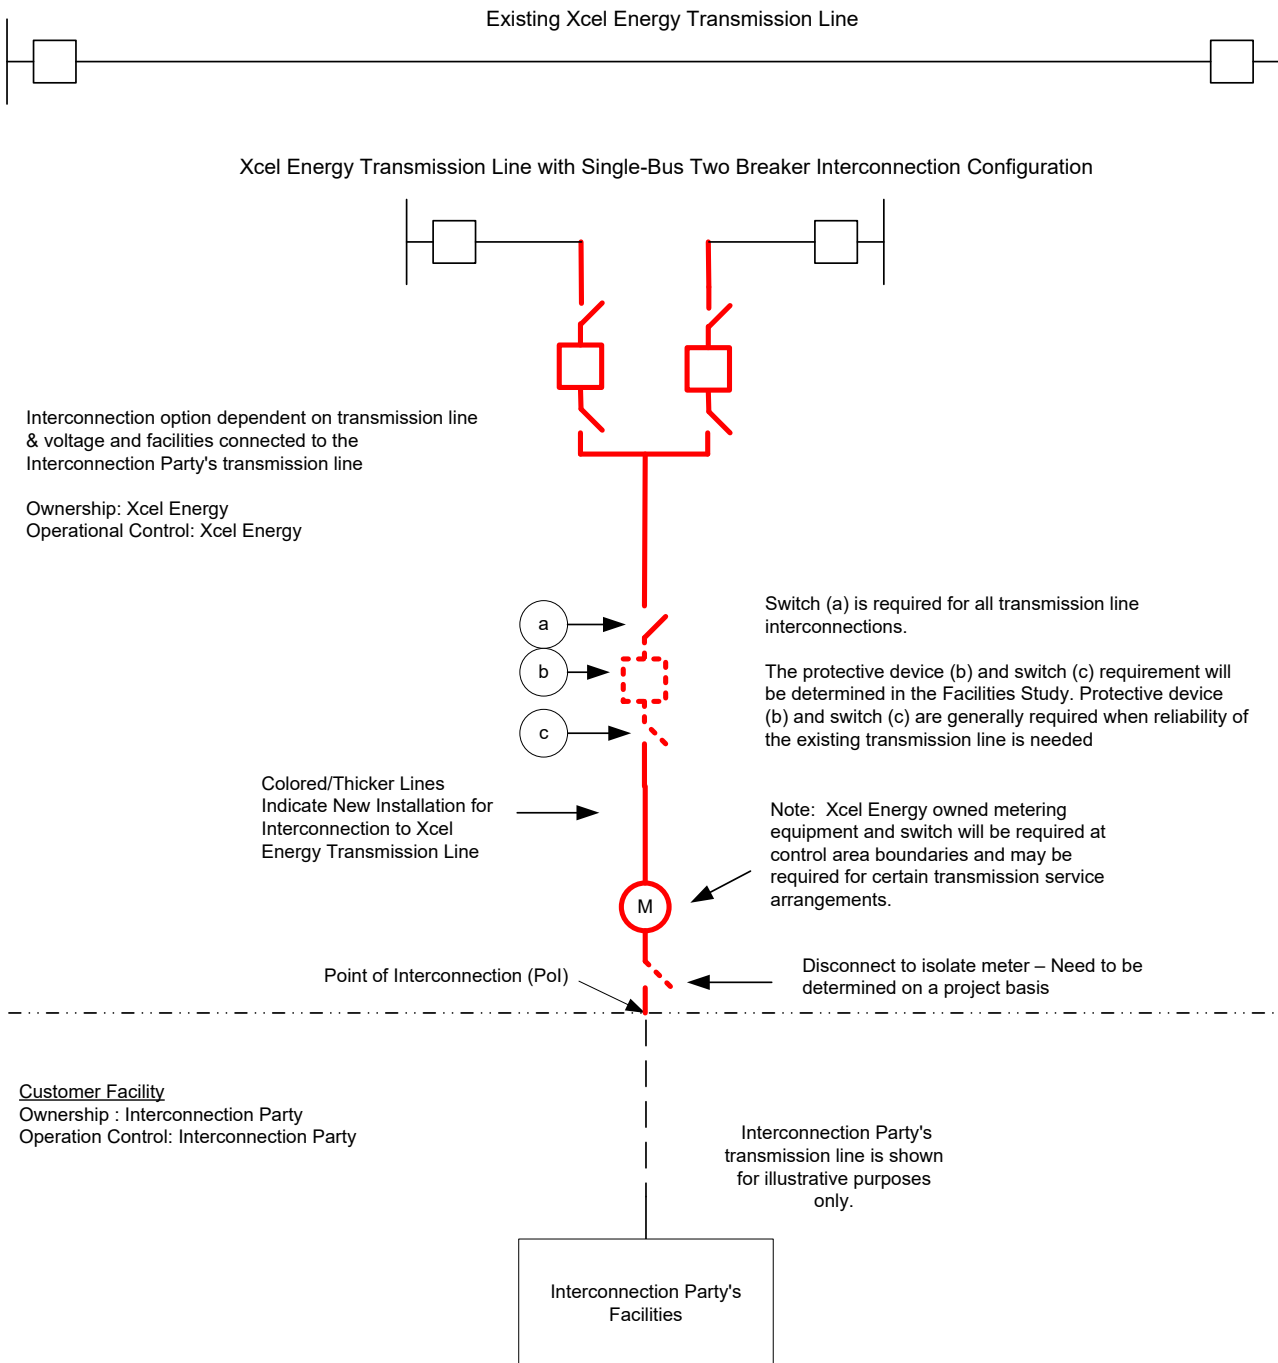 Existing Xcel Energy Transmission Line
Xcel Energy Transmission Line with Single-Bus Two Breaker Interconnection Configuration
Interconnection option dependent on transmission line
& voltage and facilities connected to the
Interconnection Party's transmission line
Ownership: Xcel Energy
Operational Control: Xcel Energy
a
b
c
Switch (a) is required for all transmission line
interconnections.
The protective device (b) and switch (c) requirement will
be determined in the Facilities Study. Protective device
(b) and switch (c) are generally required when reliability of
the existing transmission line is needed
Colored/Thicker Lines
Indicate New Installation for
Interconnection to Xcel
Energy Transmission Line
Note:  Xcel Energy owned metering
equipment and switch will be required at
control area boundaries and may be
required for certain transmission service
arrangements.
M
Point of Interconnection (PoI)
Disconnect to isolate meter – Need to be
determined on a project basis
Customer Facility
Ownership : Interconnection Party
Operation Control: Interconnection Party
Interconnection Party's
transmission line is shown
for illustrative purposes
only.
Interconnection Party's
Facilities